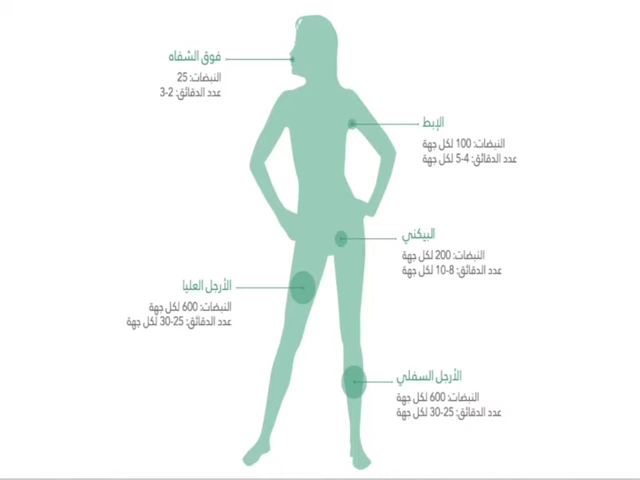 فوق الشفاه
النبضات: 25
عدد الدقائق: 2-3
الإبط
النبضات: 100 لكل جهة
عدد الدقائق: 4-5 لكل جهة
البيكني
النبضات: 200 لكل جهة
عدد الدقائق: 8-10 لكل جهة
الأرجل العليا
النبضات: 600 لكل جهة
عدد الدقائق: 25-30 لكل جهة
الأرجل السفلي
النبضات: 600 لكل جهة
عدد الدقائق: 25-30 لكل جهة